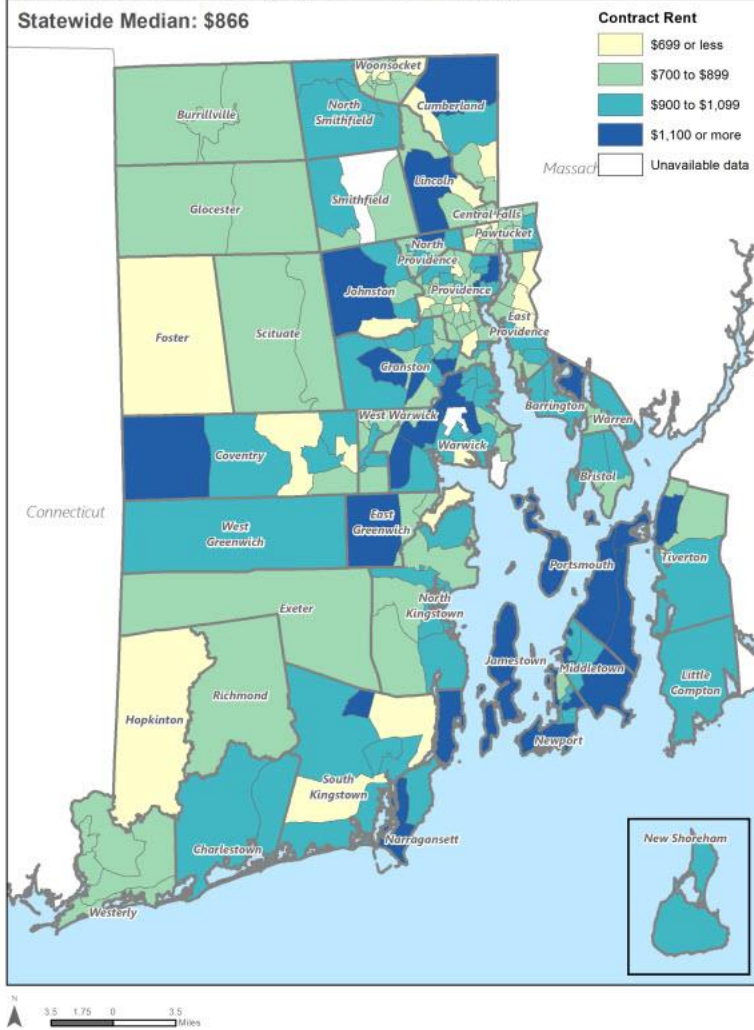 Statewide Median: $866
Contract Rent
$699 or less
$700 to $899
$900 to $1,099
$1,100 or more
Unavailable data
Massach
Connecticut
Woonsocket
Burrillville
North
Smithfield
Cumberland
Glocester
Smithfield
Lincoln
Central Falls
Pawtucket
North
Providence
Johnston
Providence
Foster
Scituate
East
Providence
Cranston
Barrington
West Warwick
Warren
Coventry
Warwick
Bristol
West
Greenwich
East
Greenwich
Tiverton
Portsmouth
Exeter
North
Kingstown
Jamestown
Middletown
Little
Compton
Richmond
Hopkinton
Newport
South
Kingstown
Narragansett
Charlestown
New Shoreham
Westerly
N
3.5 1.75 0 3.5
Miles